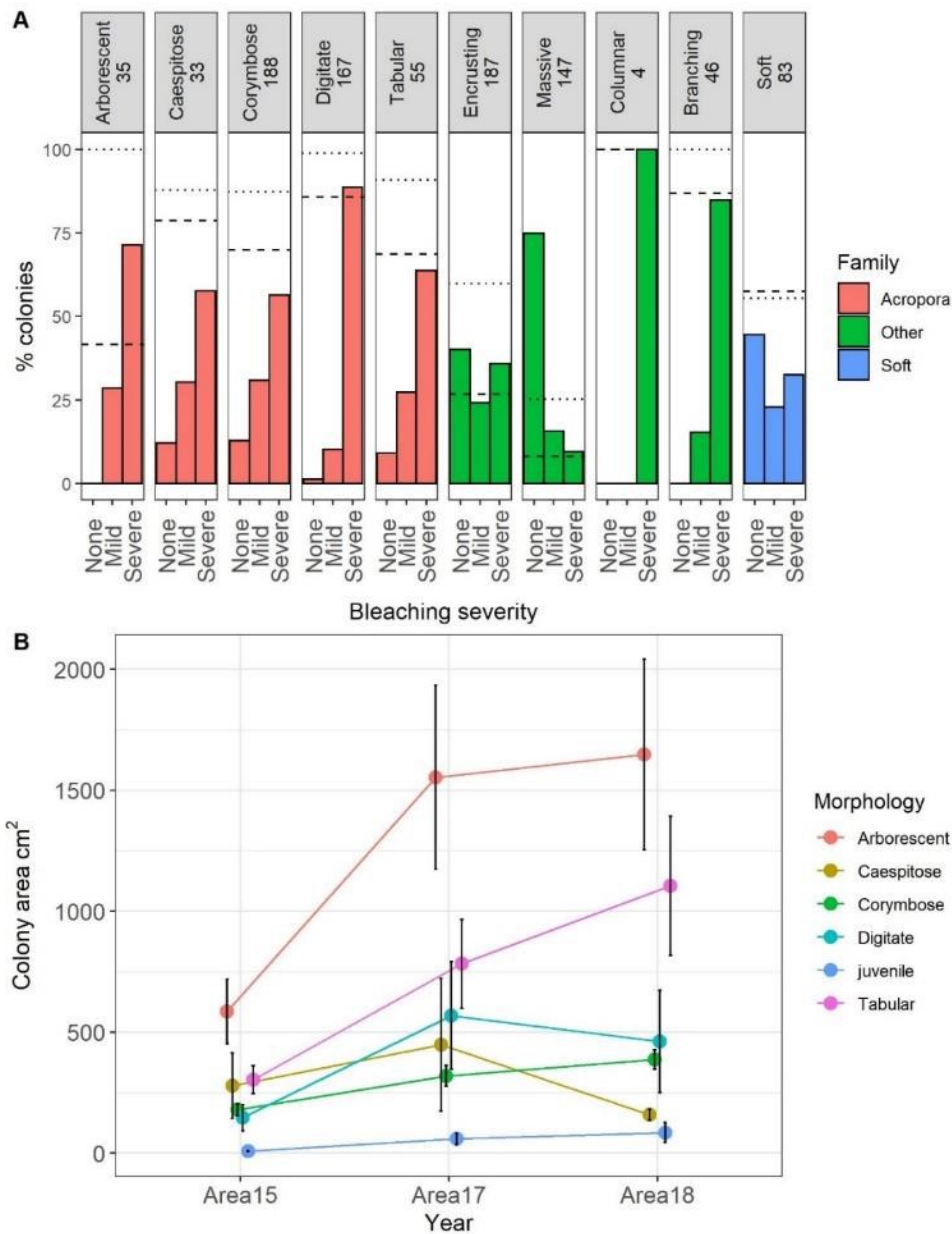 A
Arborescent
35
Caespitose
33
Corymbose
188
Digitate
167
Tabular
55
Encrusting
187
Massive
147
Columnar
4
Branching
46
Soft
83
100
75
50
25
0
% colonies
None
Mild
Severe
None
Mild
Severe
None
Mild
Severe
None
Mild
Severe
None
Mild
Severe
None
Mild
Severe
None
Mild
Severe
None
Mild
Severe
None
Mild
Severe
None
Mild
Severe
Bleaching severity
Family
Acropora
Other
Soft
B
2000
1500
1000
500
0
Colony area cm²
Area15
Area17
Area18
Year
Morphology
Arborescent
Caespitose
Corymbose
Digitate
juvenile
Tabular